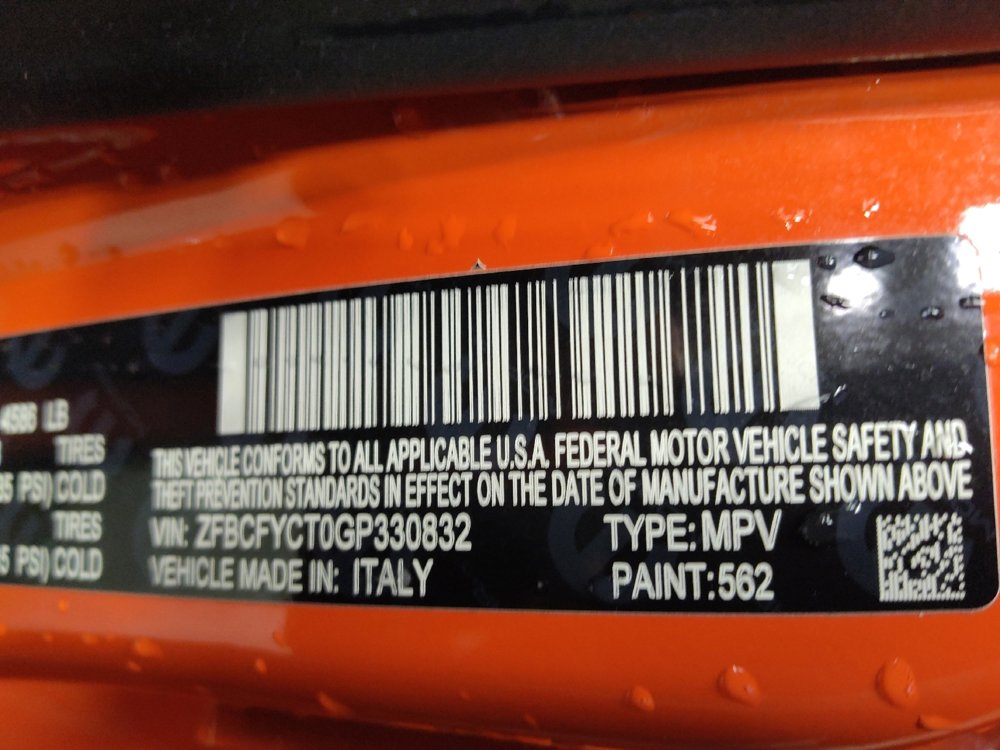 4586 LB
TIRES
PSI) COLD
TIRES
PSI) COLD
THIS VEHICLE CONFORMS TO ALL APPLICABLE U.S.A. FEDERAL MOTOR VEHICLE SAFETY AND
THEFT PREVENTION STANDARDS IN EFFECT ON THE DATE OF MANUFACTURE SHOWN ABOVE
VIN: ZFBCFYCT0GP330832 TYPE: MPV
VEHICLE MADE IN: ITALY PAINT: 562